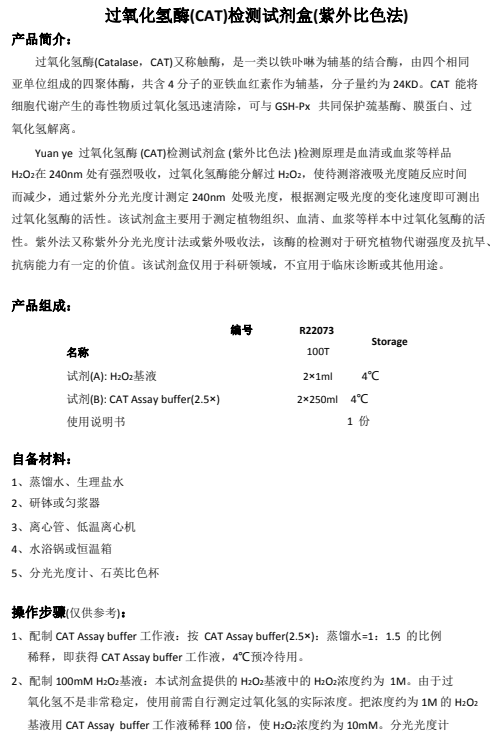 过氧化氢酶(CAT)检测试剂盒(紫外比色法)
产品简介：
过氧化氢酶(Catalase，CAT)又称触酶，是一类以铁卟啉为辅基的结合酶，由四个相同
亚单位组成的四聚体酶，共含 4 分子的亚铁血红素作为辅基，分子量约为 24KD。CAT 能将
细胞代谢产生的毒性物质过氧化氢迅速清除，可与 GSH-Px 共同保护巯基酶、膜蛋白、过
氧化氢解离。
Yuan ye 过氧化氢酶 (CAT)检测试剂盒 (紫外比色法 )检测原理是血清或血浆等样品
H₂O₂在 240nm 处有强烈吸收，过氧化氢酶能分解过 H₂O₂，使待测溶液吸光度随反应时间
而减少，通过紫外分光光度计测定 240nm 处吸光度，根据测定吸光度的变化速度即可测出
过氧化氢酶的活性。该试剂盒主要用于测定植物组织、血清、血浆等样本中过氧化氢酶的活
性。紫外法又称紫外分光光度计法或紫外吸收法，该酶的检测对于研究植物代谢强度及抗旱、
抗病能力有一定的价值。该试剂盒仅用于科研领域，不宜用于临床诊断或其他用途。
产品组成：
编号 R22073 Storage
名称 100T
试剂(A): H₂O₂基液 2×1ml 4℃
试剂(B): CAT Assay buffer(2.5×) 2×250ml 4℃
使用说明书 1 份
自备材料：
1、蒸馏水、生理盐水
2、研钵或匀浆器
3、离心管、低温离心机
4、水浴锅或恒温箱
5、分光光度计、石英比色杯
操作步骤(仅供参考)：
1、配制 CAT Assay buffer 工作液：按 CAT Assay buffer(2.5×)：蒸馏水=1：1.5 的比例
稀释，即获得 CAT Assay buffer 工作液，4℃预冷待用。
2、配制 100mM H₂O₂基液：本试剂盒提供的 H₂O₂基液中的 H₂O₂浓度约为 1M。由于过
氧化氢不是非常稳定，使用前需自行测定过氧化氢的实际浓度。把浓度约为 1M 的 H₂O₂
基液用 CAT Assay buffer 工作液稀释 100 倍，使 H₂O₂浓度约为 10mM。分光光度计